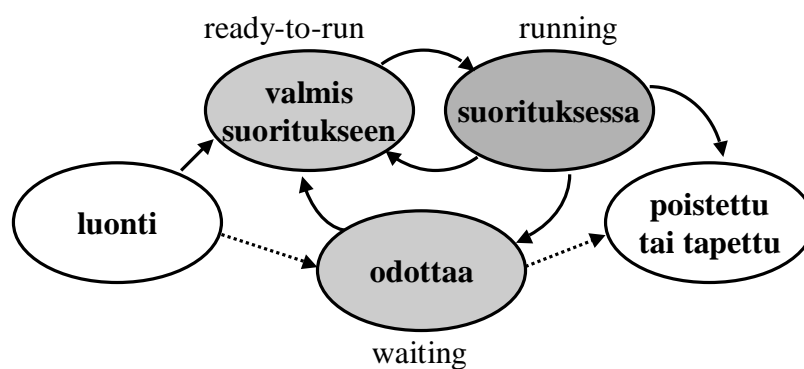 ready-to-run
running
valmis
suoritukseen
suorituksessa
luonti
poistettu
tai tapettu
odottaa
waiting